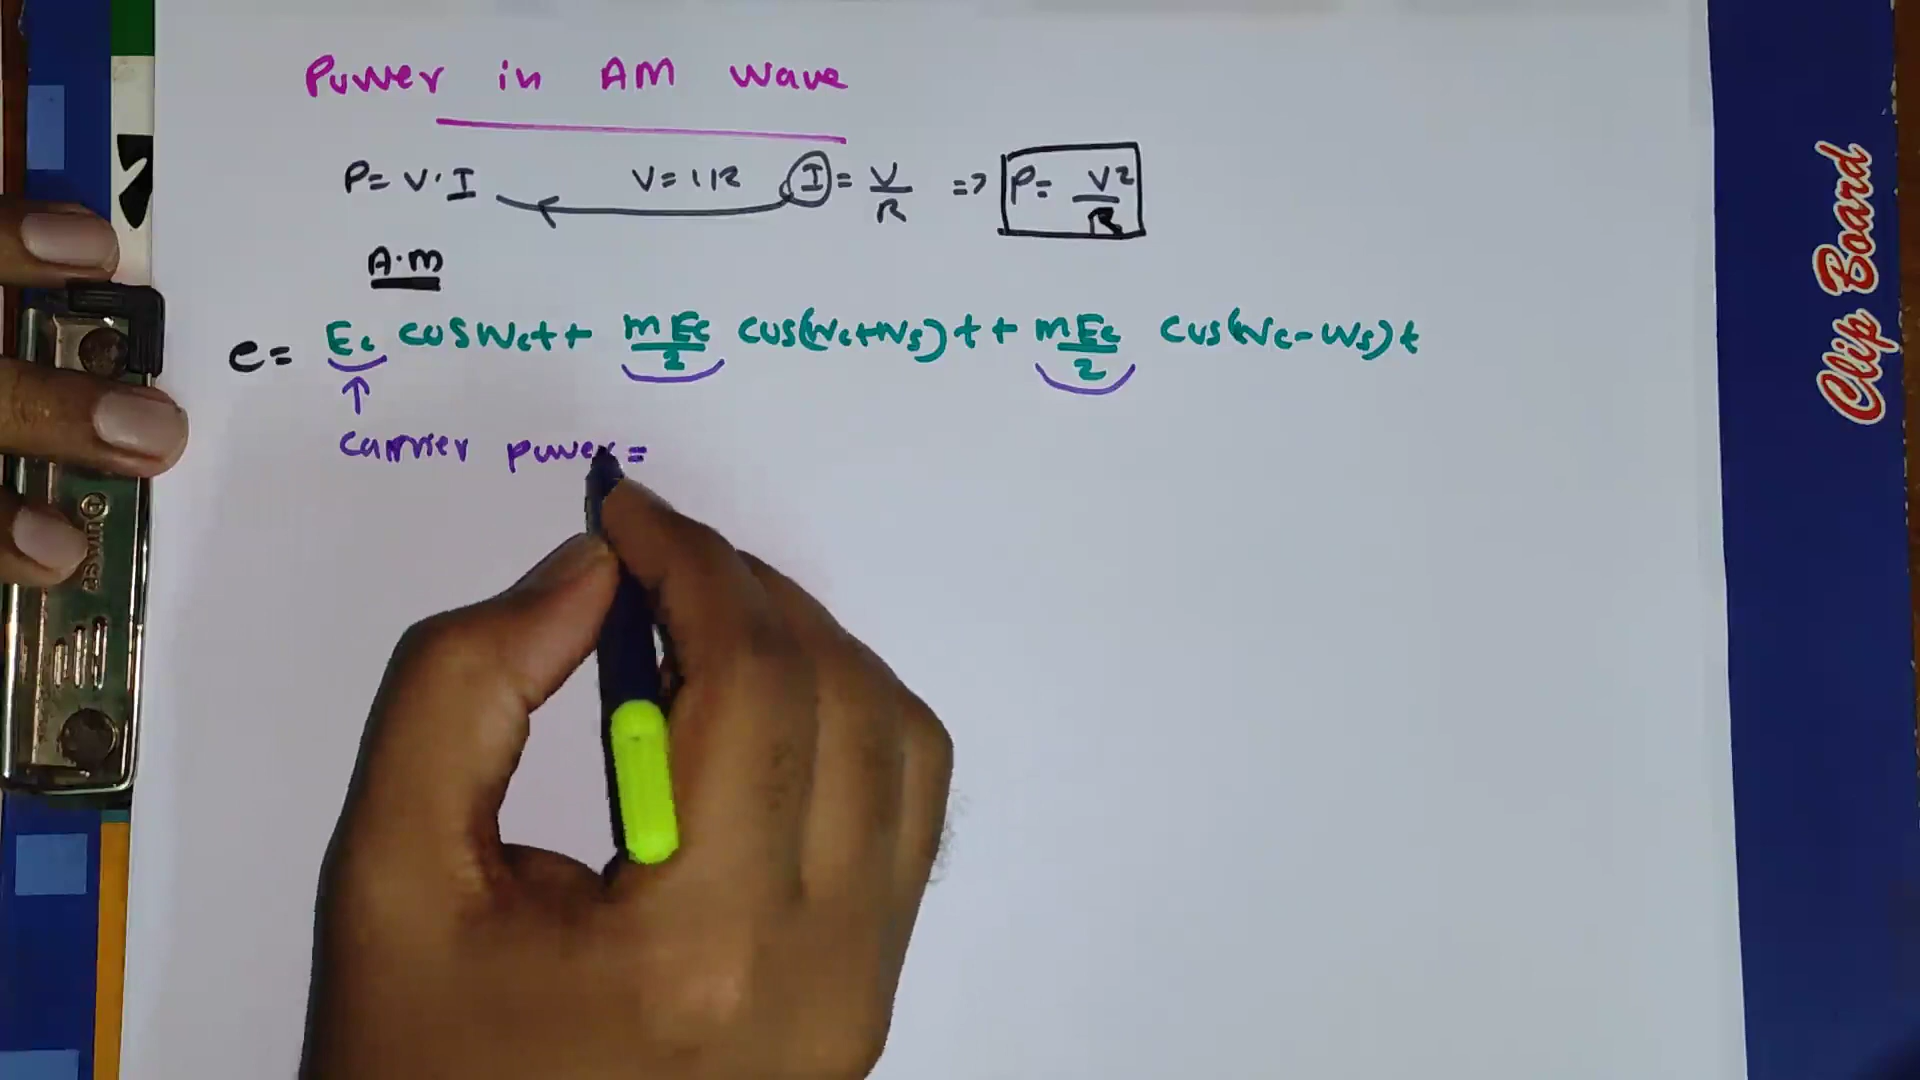 Power in AM Wave
P= V·I V=IR I= V/R => P= V2/R
A.m
e= Ec cosWct+ mEc/2 cos(Wc+Ws)t+ mEc/2 cos(Wc-Ws)t
carrier power=
Clip Board